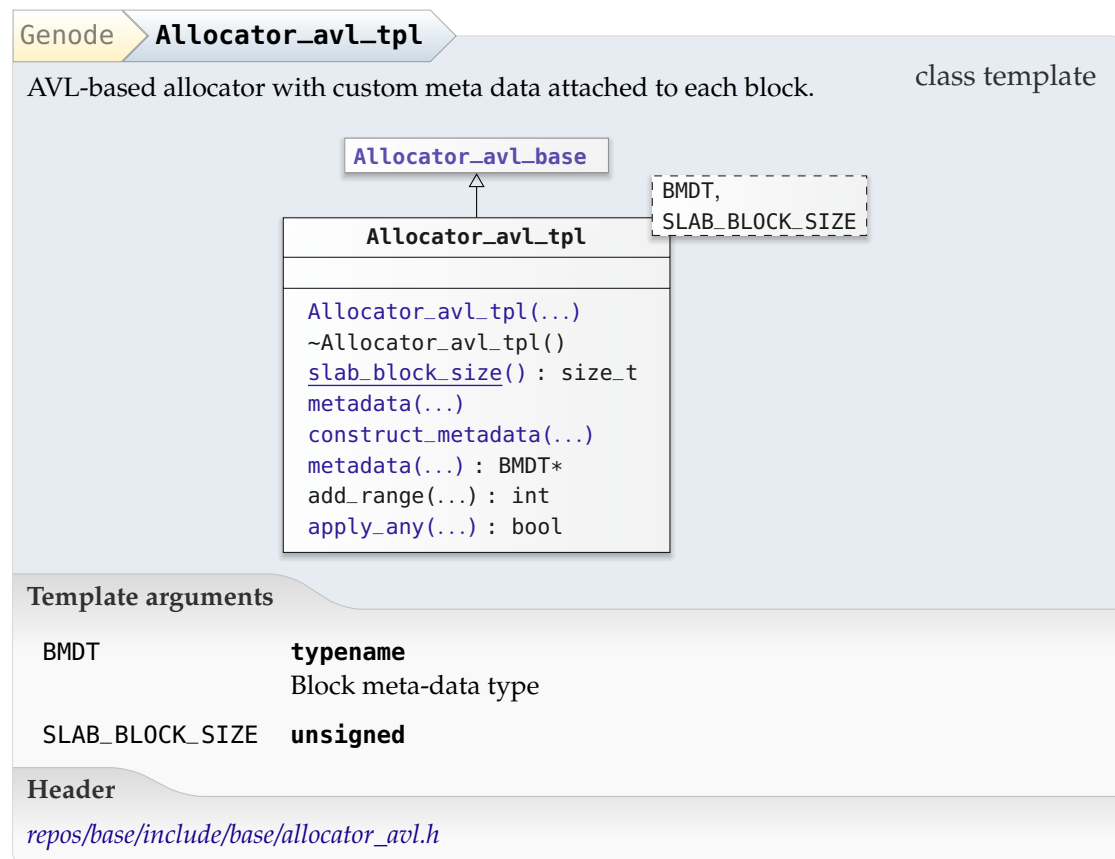 Genode Allocator_avl_tpl
AVL-based allocator with custom meta data attached to each block.
class template
Allocator_avl_base
BMDT,
SLAB_BLOCK_SIZE
Allocator_avl_tpl
Allocator_avl_tpl(...)
~Allocator_avl_tpl()
slab_block_size() : size_t
metadata(...)
construct_metadata(...)
metadata(...) : BMDT*
add_range(...) : int
apply_any(...) : bool
Template arguments
BMDT typename
Block meta-data type
SLAB_BLOCK_SIZE unsigned
Header
repos/base/include/base/allocator_avl.h